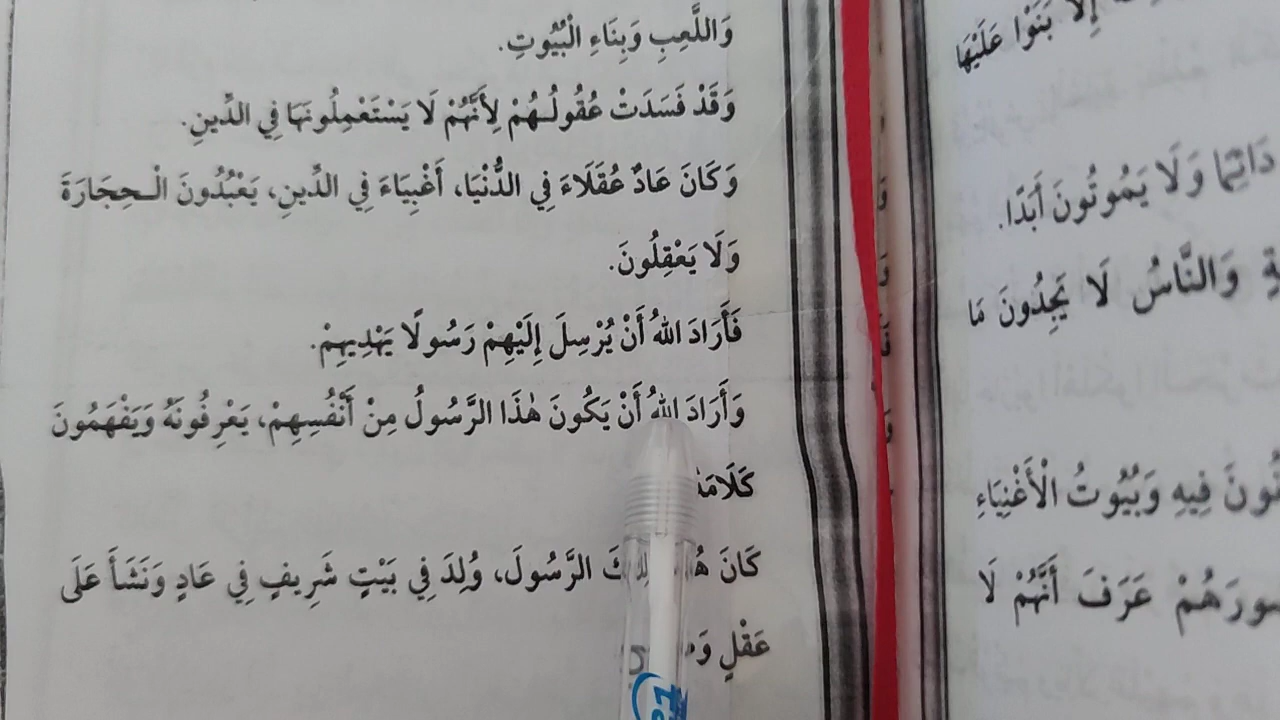 وَاللَّعِبِ وَبِنَاءِ الْبُيُوتِ.
وَقَدْ فَسَدَتْ عُقُولُهُمْ لِأَنَّهُمْ لَا يَسْتَعْمِلُونَهَا فِي الدِّينِ.
وَكَانَ عَادٌ عُقَلَاءَ فِي الدُّنْيَا، أَغْبِيَاءَ فِي الدِّينِ، يَعْبُدُونَ الْحِجَارَةَ
وَلَا يَعْقِلُونَ.
فَأَرَادَ اللهُ أَنْ يُرْسِلَ إِلَيْهِمْ رَسُولًا يَهْدِيهِمْ.
وَأَرَادَ اللهُ أَنْ يَكُونَ هٰذَا الرَّسُولُ مِنْ أَنْفُسِهِمْ، يَعْرِفُونَهُ وَيَفْهَمُونَ
كَلَامَهُ
كَانَ الرَّسُولَ، وُلِدَ فِي بَيْتٍ شَرِيفٍ فِي عَادٍ وَنَشَأَ عَلَى
عَقْلٍ
إِلَّا بَنَوْا عَلَيْهَا
دَائِمًا وَلَا يَمُوتُونَ أَبَدًا.
وَالنَّاسُ لَا يَجِدُونَ مَا
فِيهِ وَبُيُوتُ الْأَغْنِيَاءِ
عَرَفَ أَنَّهُمْ لَا